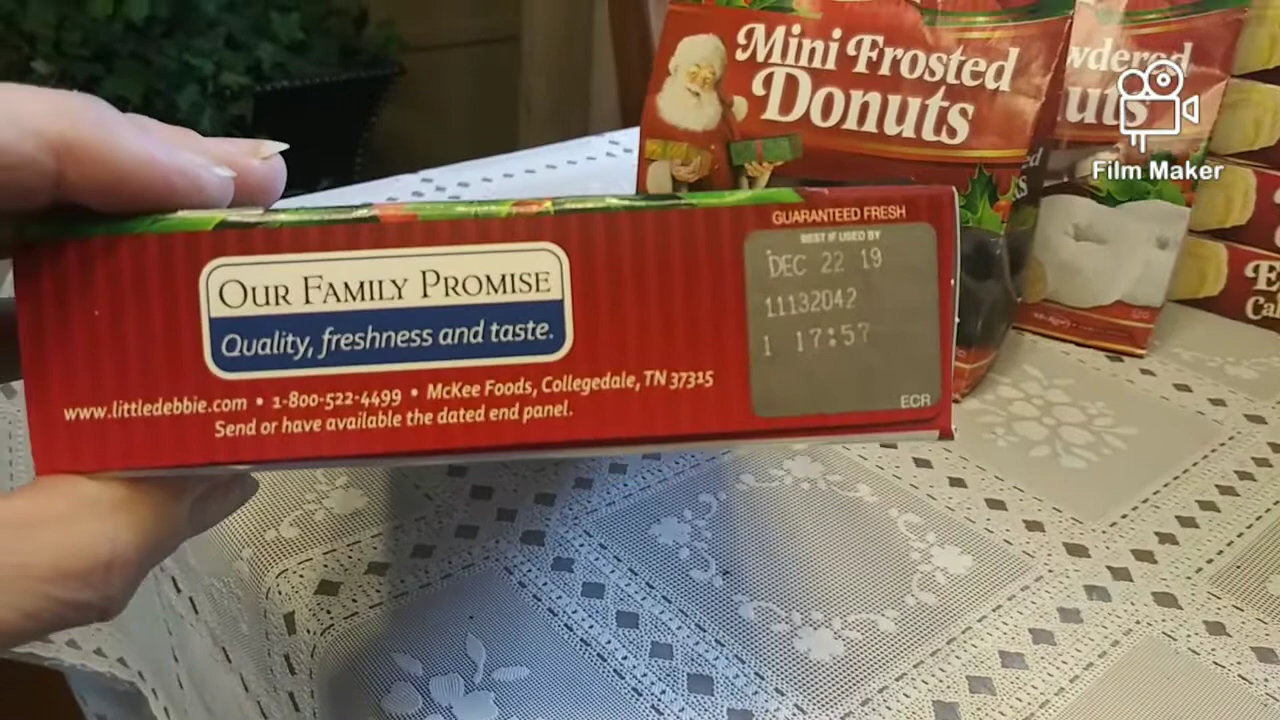 Mini Frosted
Donuts
wdered
uts
Film Maker
GUARANTEED FRESH
BEST IF USED BY
DEC 22 19
11132042
1 17:57
ECR
OUR FAMILY PROMISE
Quality, freshness and taste.
www.littledebbie.com • 1-800-522-4499 • McKee Foods, Collegedale, TN 37315
Send or have available the dated end panel.